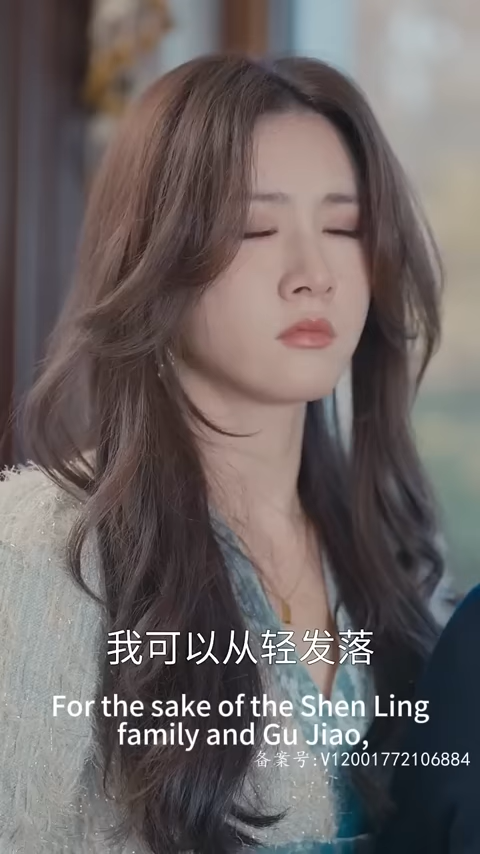 我可以从轻发落
For the sake of the Shen Ling
family and Gu Jiao,
备案号:V12001772106884